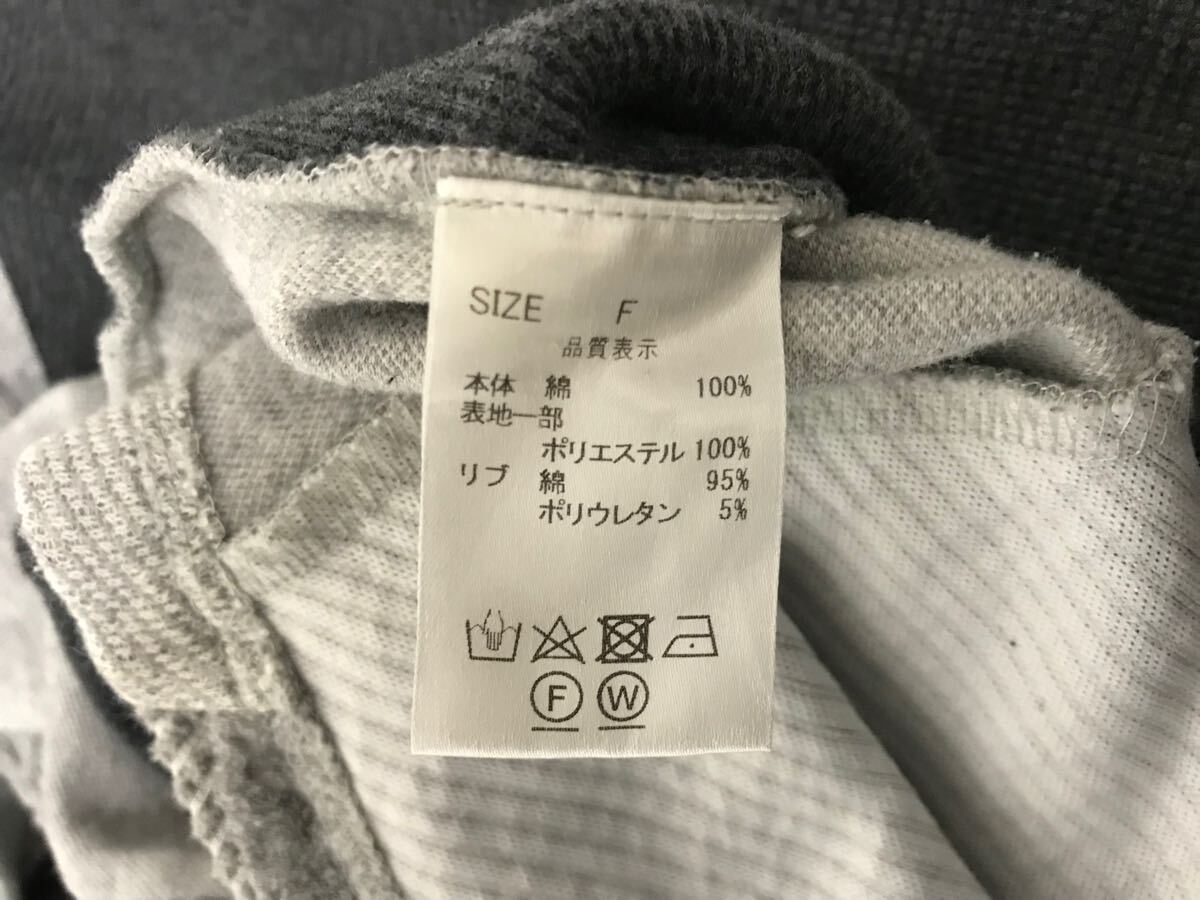 SIZE F
品質表示
本体 綿 100%
表地一部
ポリエステル 100%
リブ 綿 95%
ポリウレタン 5%
F W